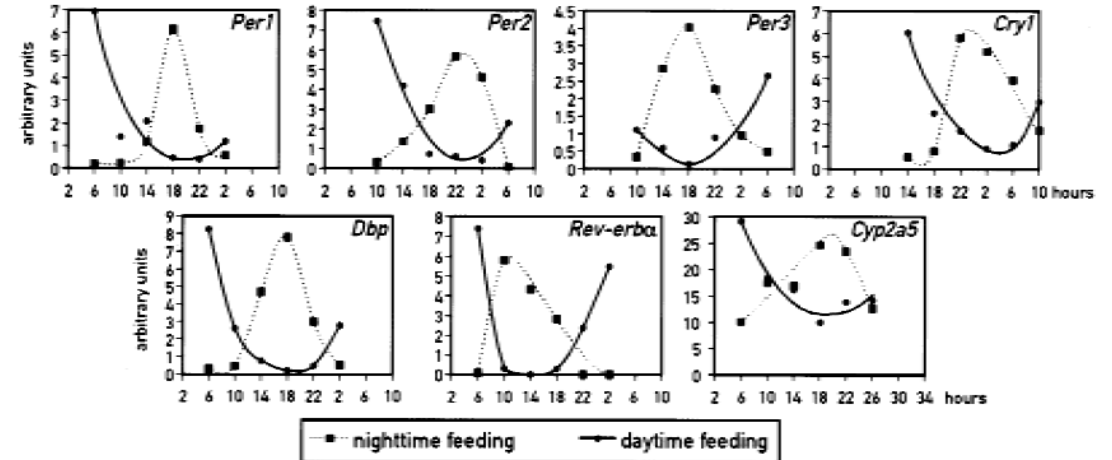 Per1
Per2
Per3
Cry1
arbitrary units
7 6 5 4 3 2 1 0
8 7 6 5 4 3 2 1 0
4.5 4 3.5 3 2.5 2 1.5 1 0.5 0
7 6 5 4 3 2 1 0
2 6 10 14 18 22 2 10
2 6 10 14 18 22 2 6 10
2 6 10 14 18 22 2 6 10
2 6 10 14 18 22 2 6 10 hours
Dbp
Rev-erbα
Cyp2a5
arbitrary units
9 8 7 6 5 4 3 2 1 0
8 7 6 5 4 3 2 1 0
30 25 20 15 10 5 0
2 6 10 14 18 22 2 10
2 6 10 14 18 22 2 10
2 6 10 14 18 22 26 30 34 hours
nighttime feeding
daytime feeding